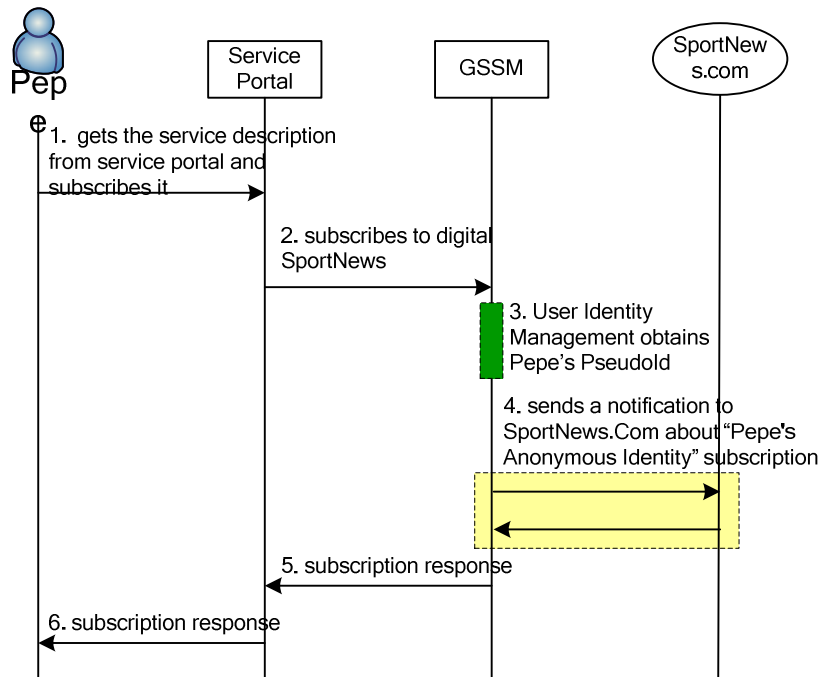 Pep
e
Service
Portal
GSSM
SportNew
s.com
1. gets the service description
from service portal and
subscribes it
2. subscribes to digital
SportNews
3. User Identity
Management obtains
Pepe’s PseudoId
4. sends a notification to
SportNews.Com about “Pepe's
Anonymous Identity” subscription
5. subscription response
6. subscription response